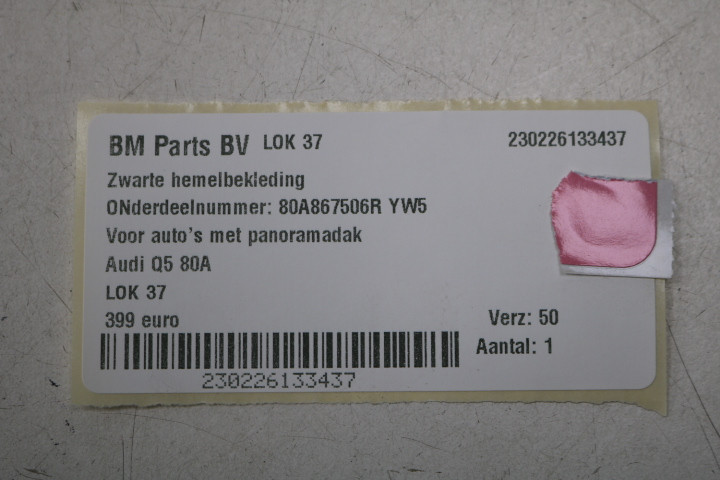 BM Parts BV LOK 37 230226133437
Zwarte hemelbekleding
ONderdeelnummer: 80A867506R YW5
Voor auto's met panoramadak
Audi Q5 80A
LOK 37
399 euro Verz: 50
Aantal: 1
230226133437